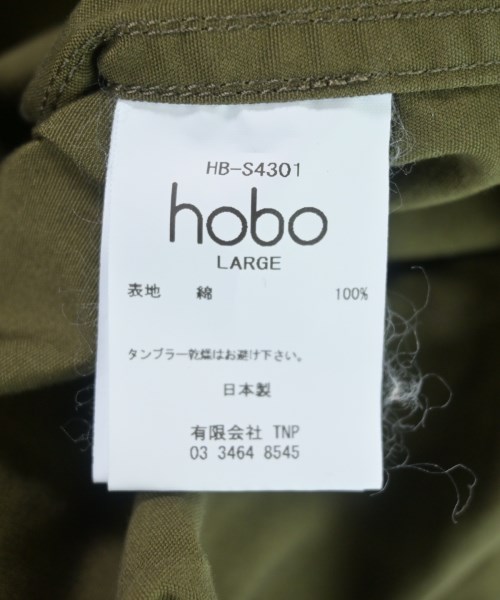 HB-S4301
hobo
LARGE
表地 綿 100%
タンブラー乾燥はお避け下さい。
日本製
有限会社 TNP
03 3464 8545